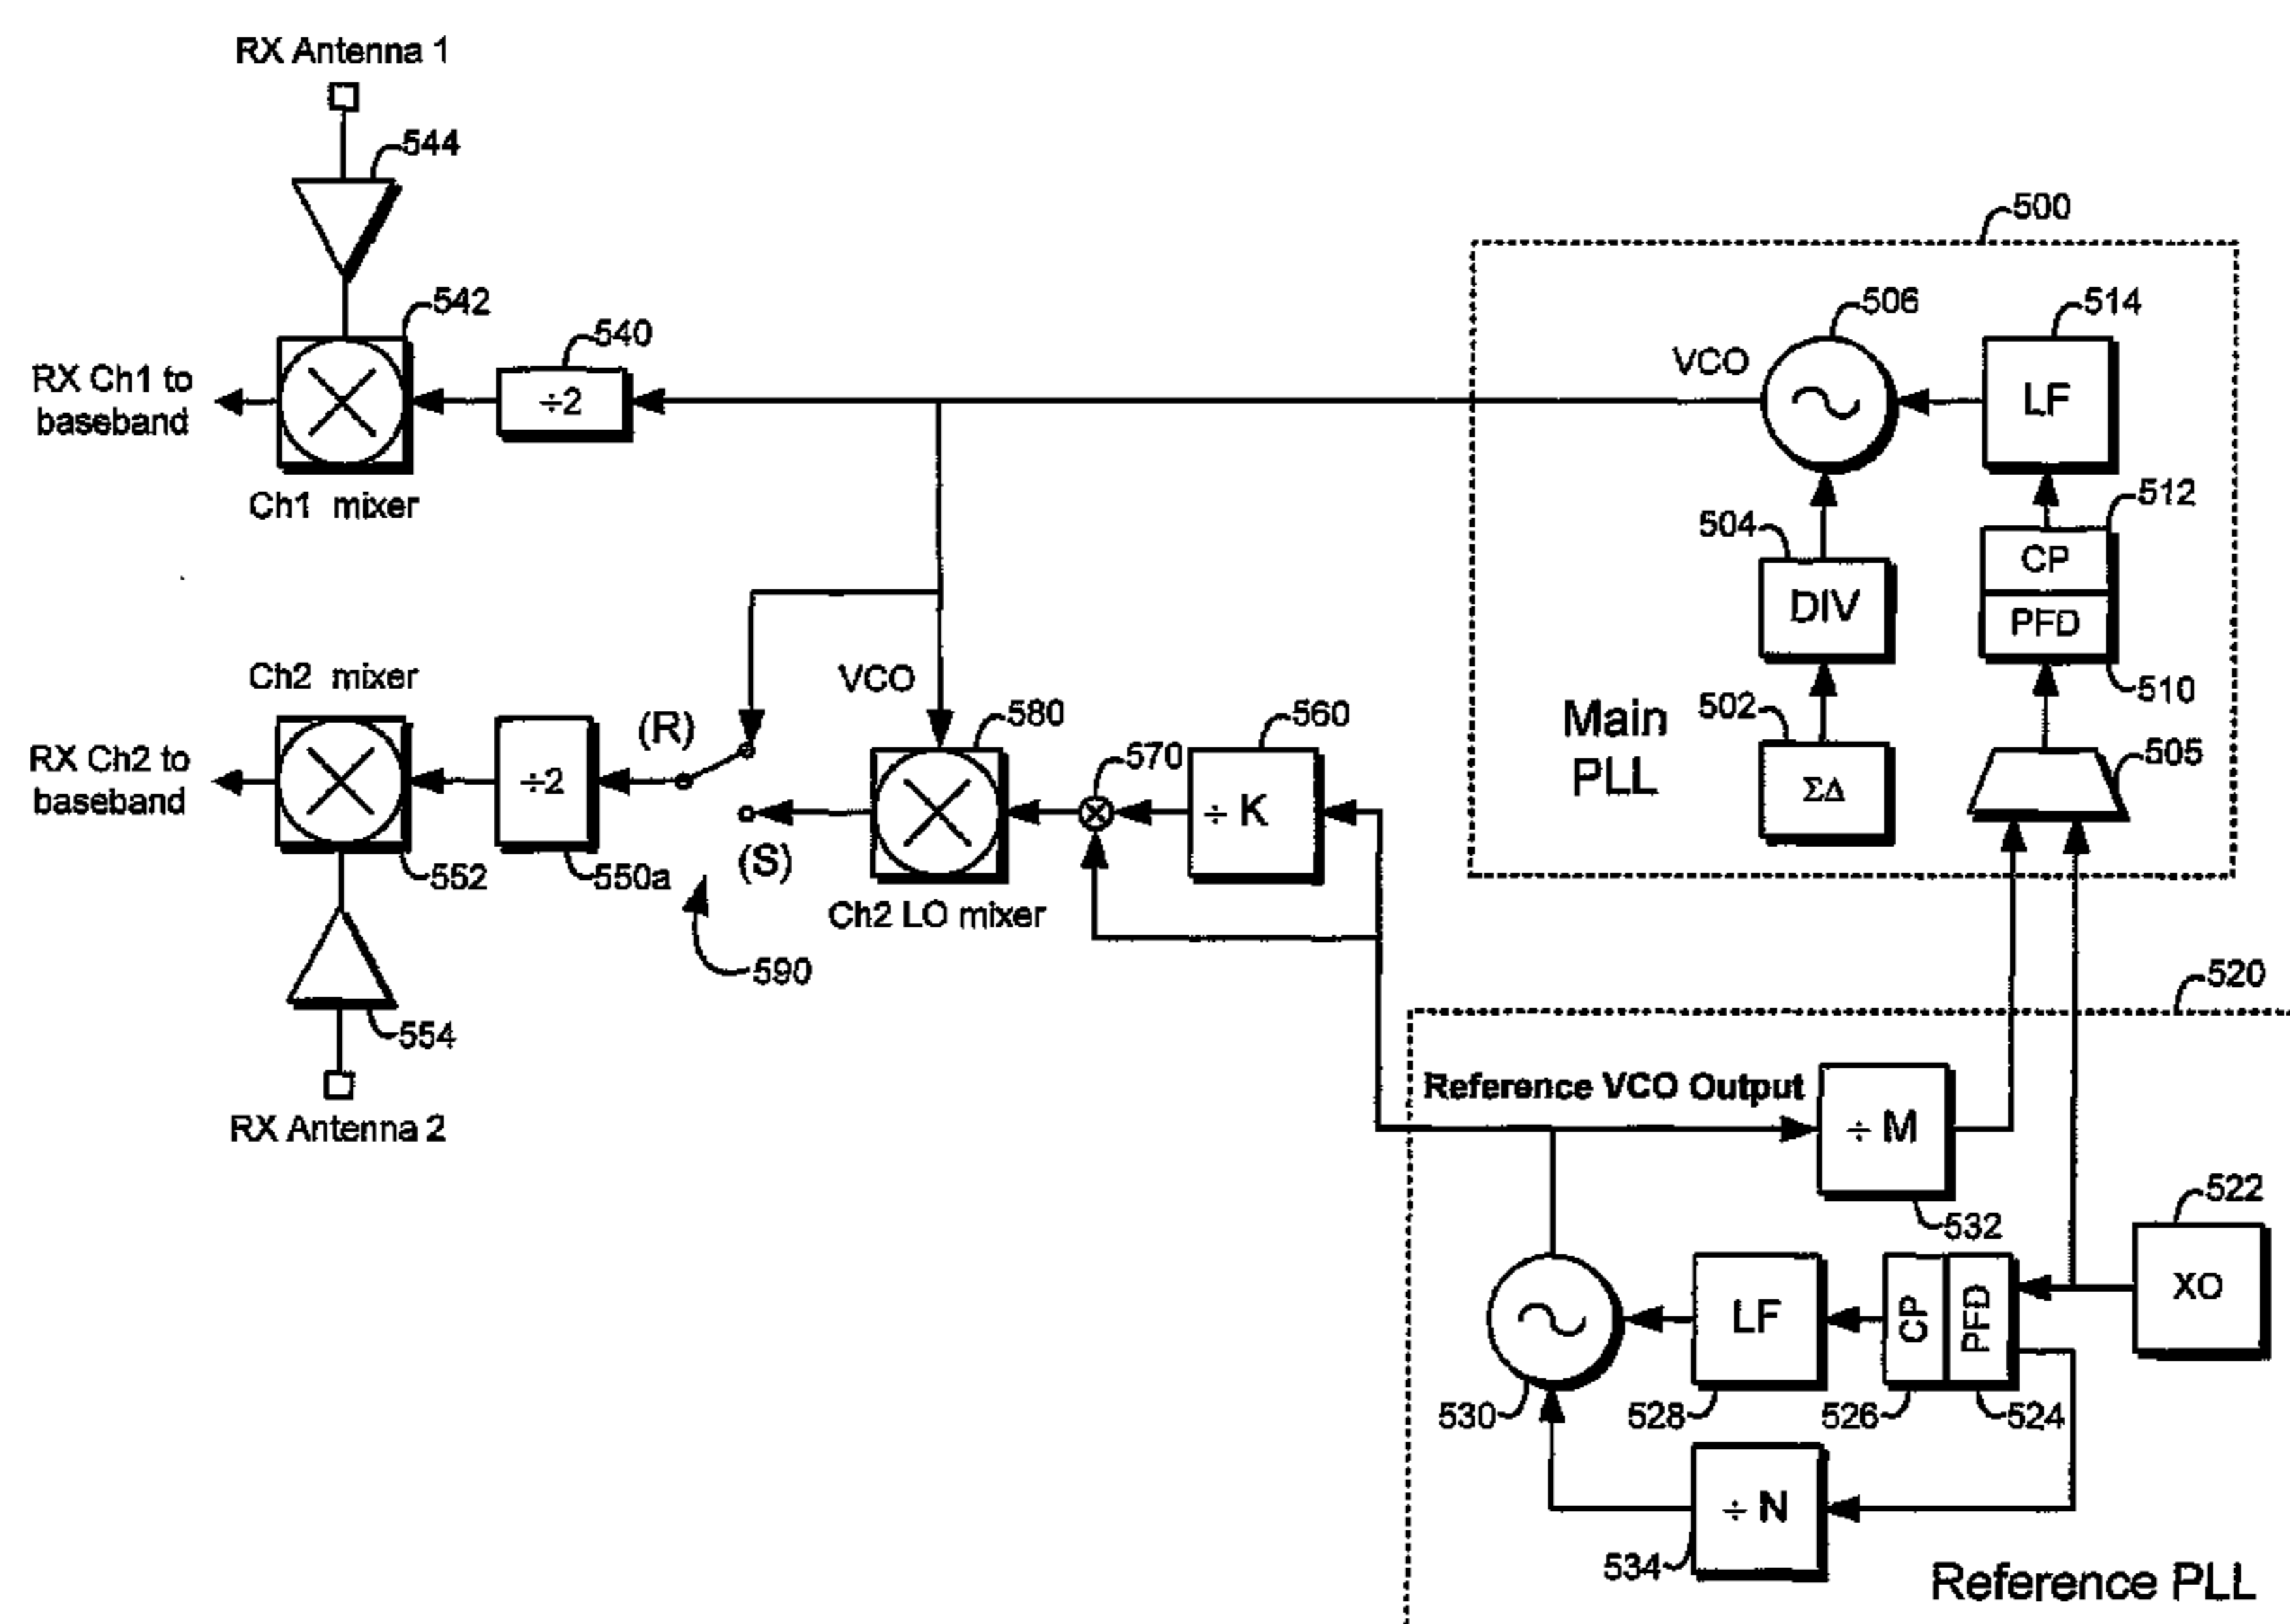 RX Antenna 1
544
542
540
RX Ch1 to
baseband
÷2
Ch1 mixer
500
506
514
VCO
LF
512
504
CP
DIV
PFD
510
502
Main
PLL
ΣΔ
505
Ch2 mixer
VCO
(R)
580
560
570
RX Ch2 to
baseband
÷2
÷ K
(S)
552
550a
Ch2 LO mixer
590
554
RX Antenna 2
520
Reference VCO Output
÷ M
532
522
XO
LF
CP
PFD
530
528
526
524
÷ N
534
Reference PLL